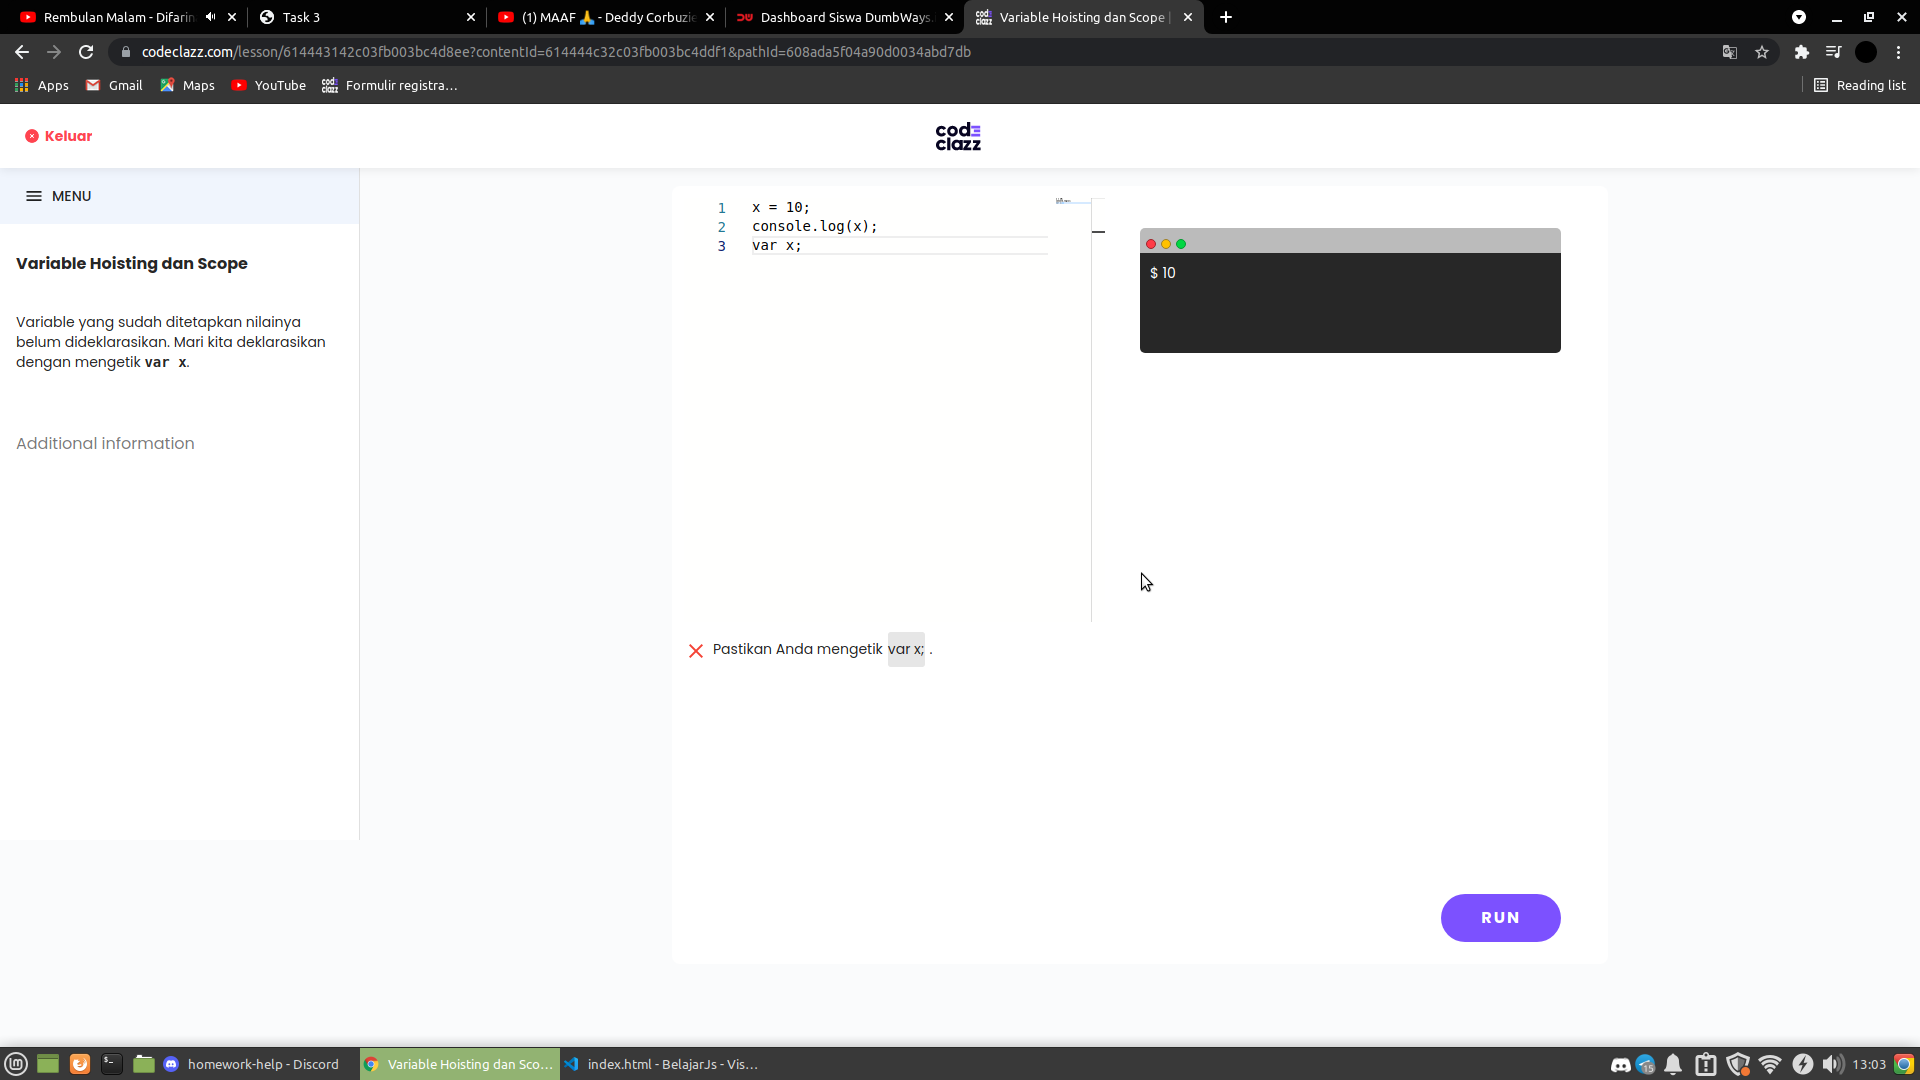 Rembulan Malam - Difarin
Task 3
(1) MAAF 🙏 - Deddy Corbuzie
Dashboard Siswa DumbWays.
Variable Hoisting dan Scope |
codeclazz.com/lesson/614443142c03fb003bc4d8ee?contentId=614444c32c03fb003bc4ddf1&pathId=608ada5f04a90d0034abd7db
Apps
Gmail
Maps
YouTube
Formulir registra…
Reading list
Keluar
code clazz
MENU
Variable Hoisting dan Scope
Variable yang sudah ditetapkan nilainya
belum dideklarasikan. Mari kita deklarasikan
dengan mengetik var x.
Additional information
1 x = 10;
2 console.log(x);
3 var x;
$ 10
Pastikan Anda mengetik var x; .
RUN
homework-help - Discord
Variable Hoisting dan Sco…
index.html - BelajarJs - Vis…
15
13:03